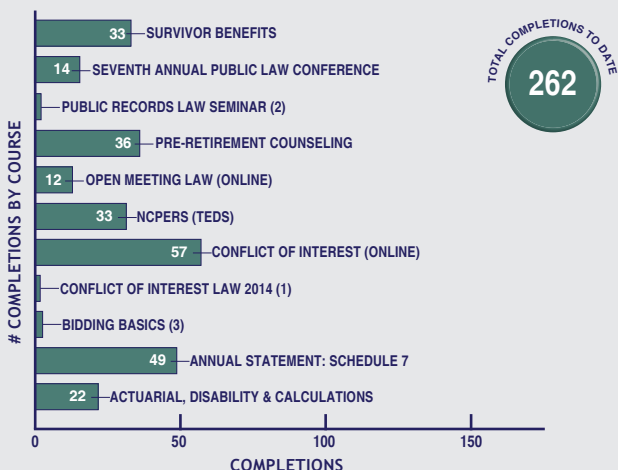 # COMPLETIONS BY COURSE
33 SURVIVOR BENEFITS
14 SEVENTH ANNUAL PUBLIC LAW CONFERENCE
PUBLIC RECORDS LAW SEMINAR (2)
36 PRE-RETIREMENT COUNSELING
12 OPEN MEETING LAW (ONLINE)
33 NCPERS (TEDS)
57 CONFLICT OF INTEREST (ONLINE)
CONFLICT OF INTEREST LAW 2014 (1)
BIDDING BASICS (3)
49 ANNUAL STATEMENT: SCHEDULE 7
22 ACTUARIAL, DISABILITY & CALCULATIONS
0 50 100 150
COMPLETIONS
TOTAL COMPLETIONS TO DATE
262